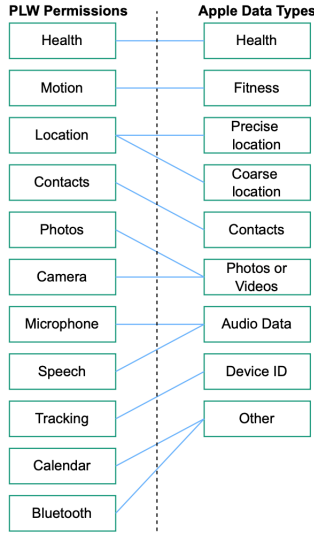 PLW Permissions
Apple Data Types
Health
Health
Motion
Fitness
Location
Precise
location
Contacts
Coarse
location
Photos
Contacts
Camera
Photos or
Videos
Microphone
Audio Data
Speech
Device ID
Tracking
Other
Calendar
Bluetooth